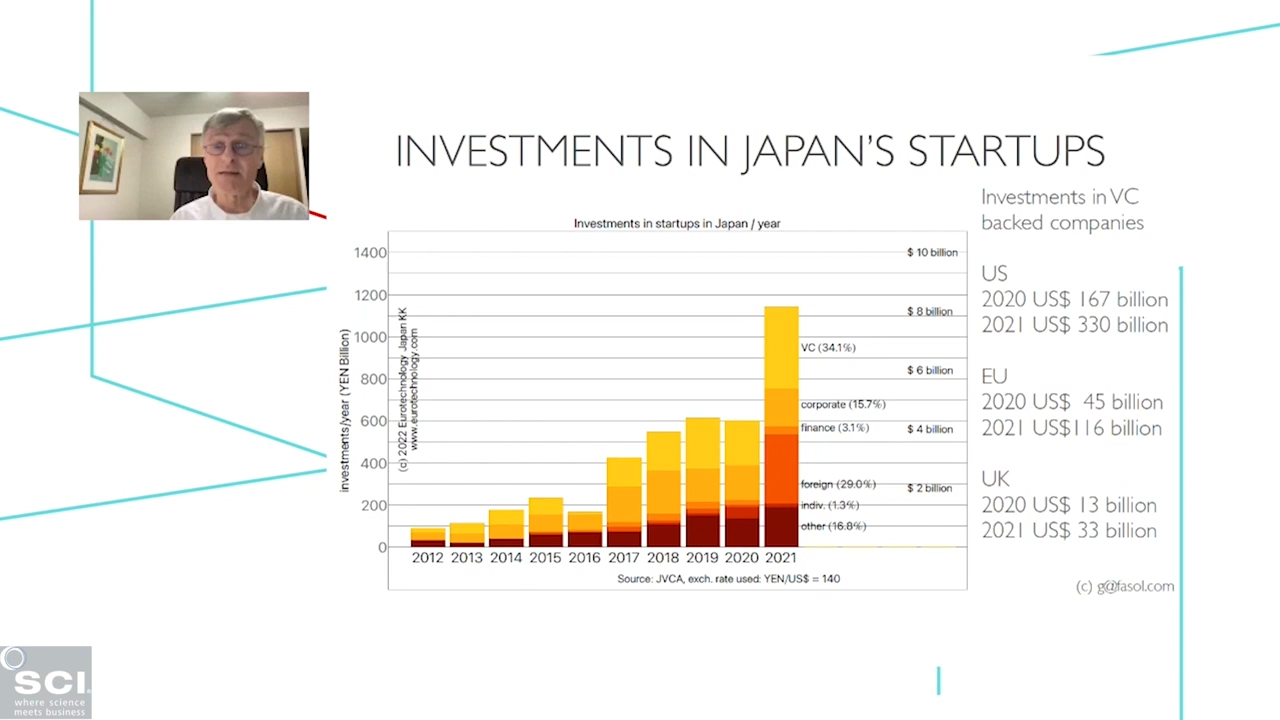 INVESTMENTS IN JAPAN'S STARTUPS
Investments in VC
backed companies
US
2020 US$ 167 billion
2021 US$ 330 billion
EU
2020 US$ 45 billion
2021 US$116 billion
UK
2020 US$ 13 billion
2021 US$ 33 billion
(c) g@fasol.com
Investments in startups in Japan / year
investments/year (YEN Billion)
1400
1200
1000
800
600
400
200
0
(c) 2022 Eurotechnology Japan KK
www.eurotechnology.com
$ 10 billion
$ 8 billion
$ 6 billion
$ 4 billion
$ 2 billion
VC (34.1%)
corporate (15.7%)
finance (3.1%)
foreign (29.0%)
indiv. (1.3%)
other (16.8%)
2012 2013 2014 2015 2016 2017 2018 2019 2020 2021
Source: JVCA, exch. rate used: YEN/US$ = 140
SCI
where science
meets business